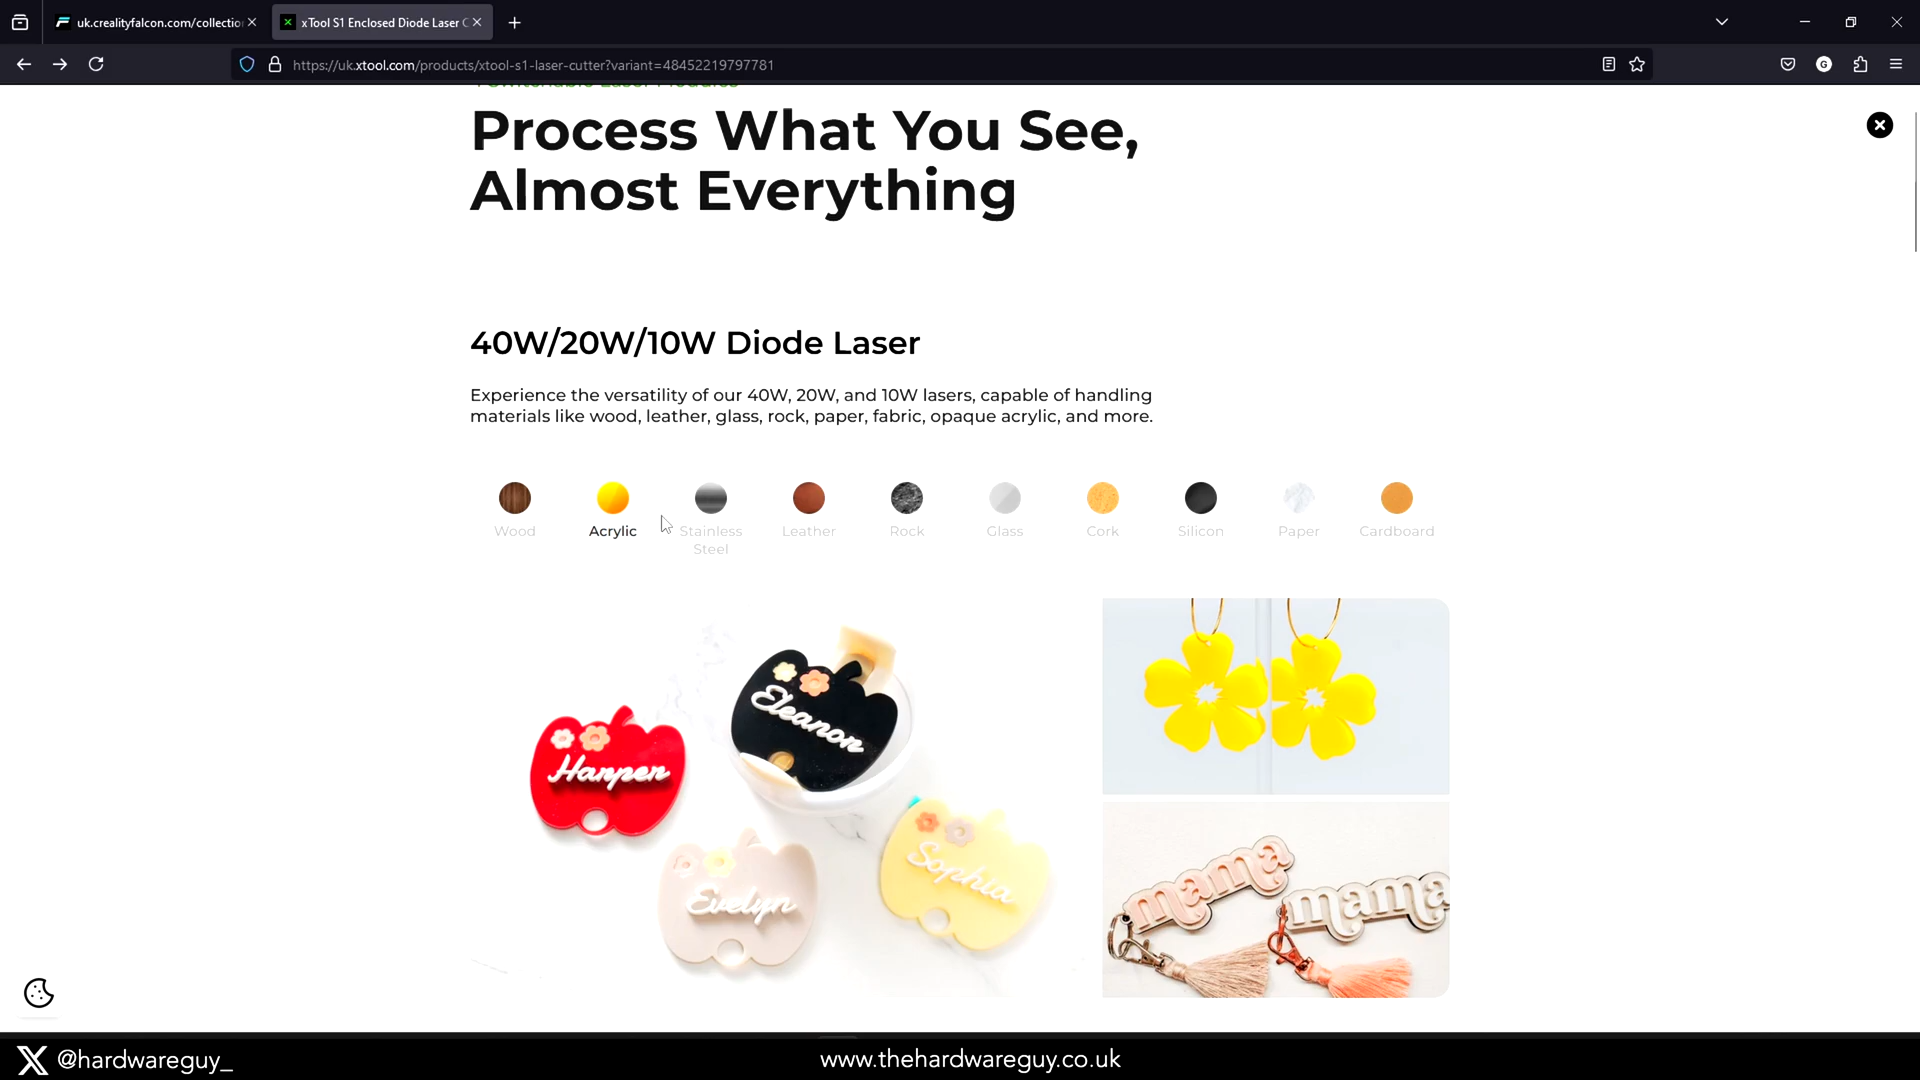 uk.crealityfalcon.com/collectio
xTool S1 Enclosed Diode Laser C
https://uk.xtool.com/products/xtool-s1-laser-cutter?variant=48452219797781
G
Process What You See,
Almost Everything
40W/20W/10W Diode Laser
Experience the versatility of our 40W, 20W, and 10W lasers, capable of handling
materials like wood, leather, glass, rock, paper, fabric, opaque acrylic, and more.
Wood
Acrylic
Stainless
Steel
Leather
Rock
Glass
Cork
Silicon
Paper
Cardboard
Eleanor
Harper
Sophia
Evelyn
mama
mama
@hardwareguy_
www.thehardwareguy.co.uk